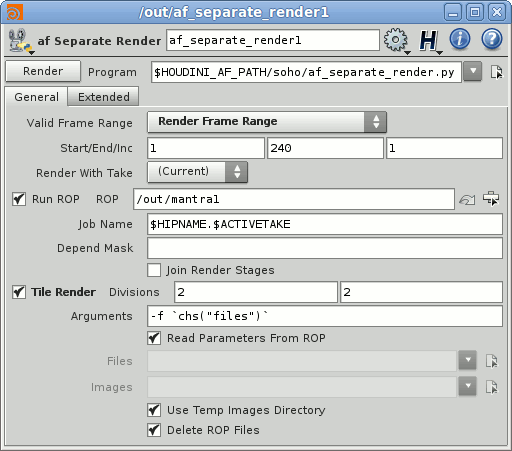 /out/af_separate_render1
af Separate Render af_separate_render1
Render Program $HOUDINI_AF_PATH/soho/af_separate_render.py
General Extended
Valid Frame Range Render Frame Range
Start/End/Inc 1 240 1
Render With Take (Current)
Run ROP ROP /out/mantra1
Job Name $HIPNAME.$ACTIVETAKE
Depend Mask
Join Render Stages
Tile Render Divisions 2 2
Arguments -f `chs("files")`
Read Parameters From ROP
Files
Images
Use Temp Images Directory
Delete ROP Files